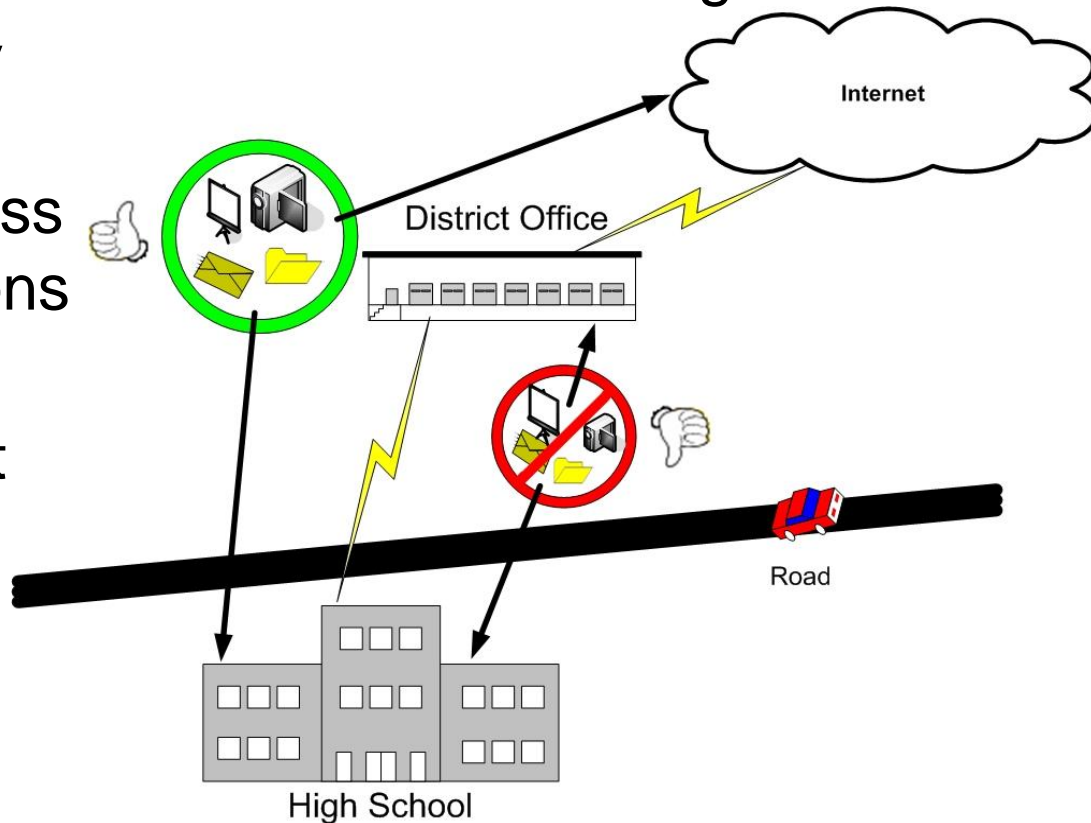 g
Internet
ss
District Office
ns
t
Road
High School